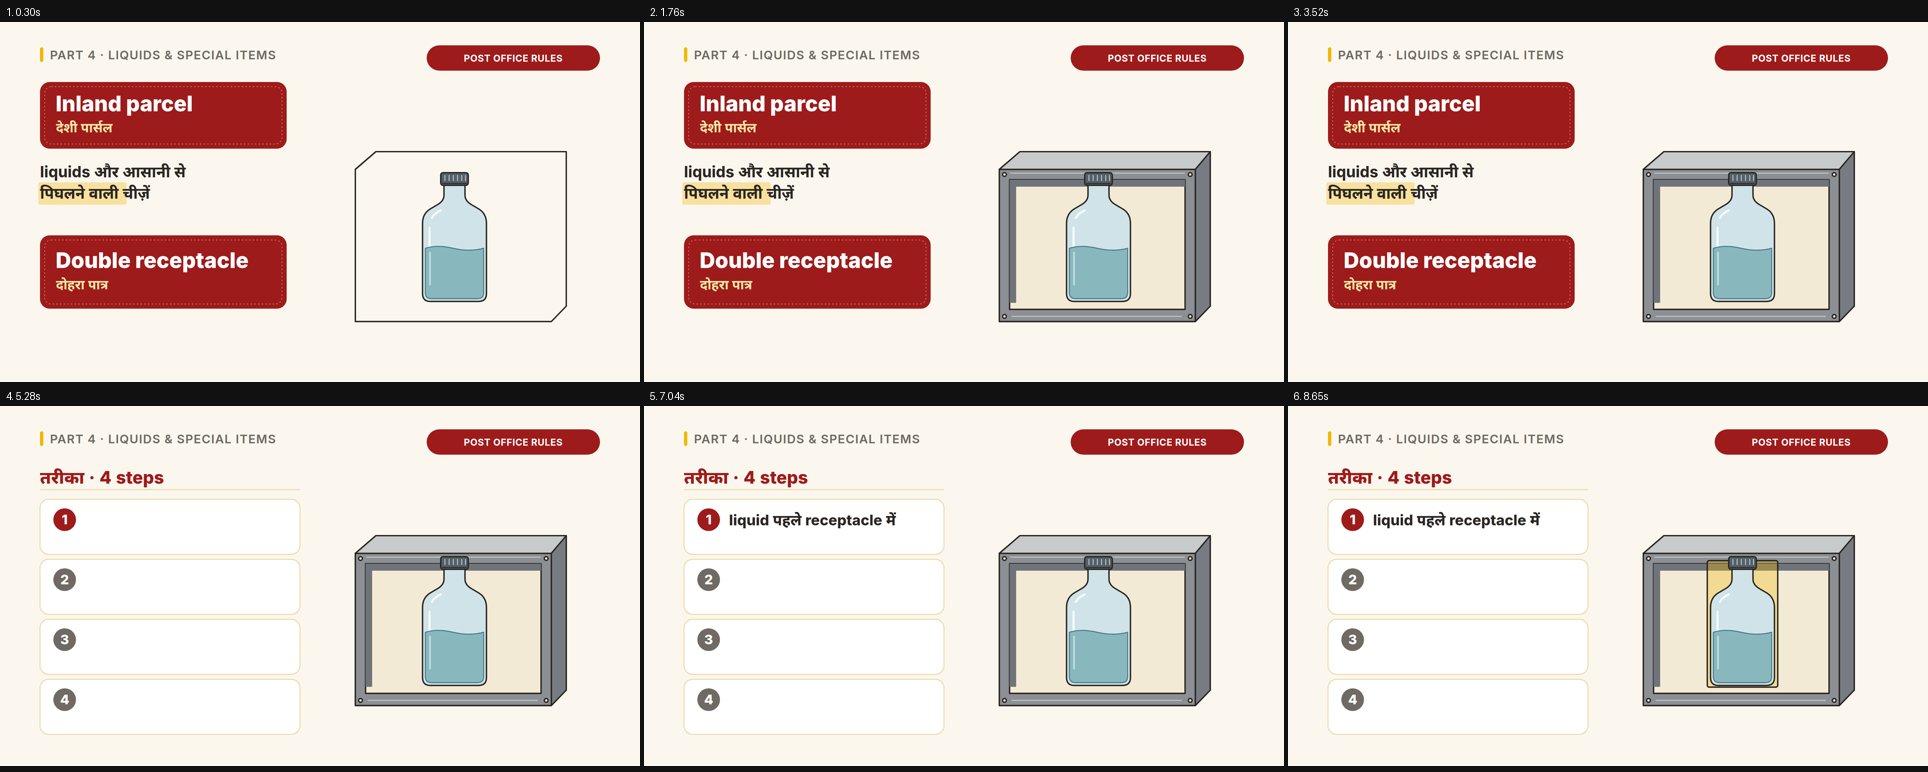 1. 0.30s
PART 4 · LIQUIDS & SPECIAL ITEMS
POST OFFICE RULES
Inland parcel
देशी पार्सल
liquids और आसानी से
पिघलने वाली चीज़ें
Double receptacle
दोहरा पात्र
2. 1.76s
PART 4 · LIQUIDS & SPECIAL ITEMS
POST OFFICE RULES
Inland parcel
देशी पार्सल
liquids और आसानी से
पिघलने वाली चीज़ें
Double receptacle
दोहरा पात्र
3. 3.52s
PART 4 · LIQUIDS & SPECIAL ITEMS
POST OFFICE RULES
Inland parcel
देशी पार्सल
liquids और आसानी से
पिघलने वाली चीज़ें
Double receptacle
दोहरा पात्र
4. 5.28s
PART 4 · LIQUIDS & SPECIAL ITEMS
POST OFFICE RULES
तरीका · 4 steps
1
2
3
4
5. 7.04s
PART 4 · LIQUIDS & SPECIAL ITEMS
POST OFFICE RULES
तरीका · 4 steps
1 liquid पहले receptacle में
2
3
4
6. 8.65s
PART 4 · LIQUIDS & SPECIAL ITEMS
POST OFFICE RULES
तरीका · 4 steps
1 liquid पहले receptacle में
2
3
4